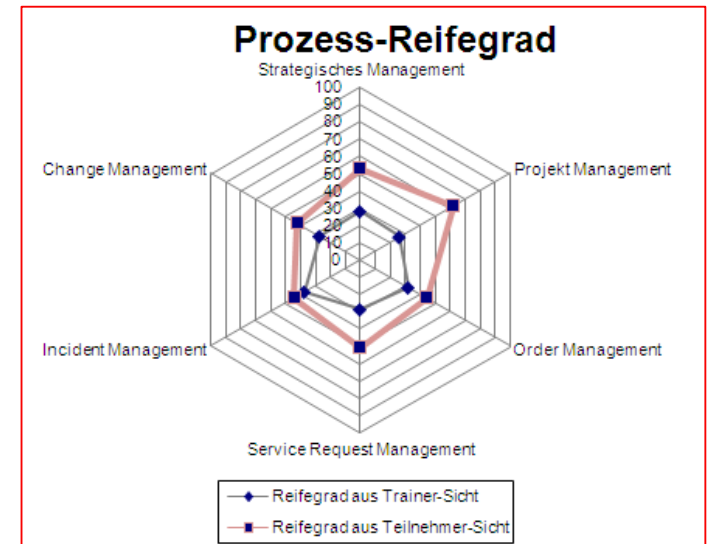 Prozess-Reifegrad
Strategisches Management
100
90
80
70
60
50
40
30
20
10
0
Change Management
Projekt Management
Incident Management
Order Management
Service Request Management
Reifegrad aus Trainer-Sicht
Reifegrad aus Teilnehmer-Sicht